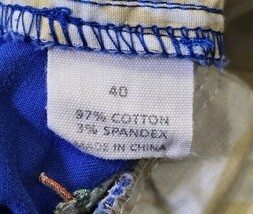 40
97% COTTON
3% SPANDEX
MADE IN CHINA